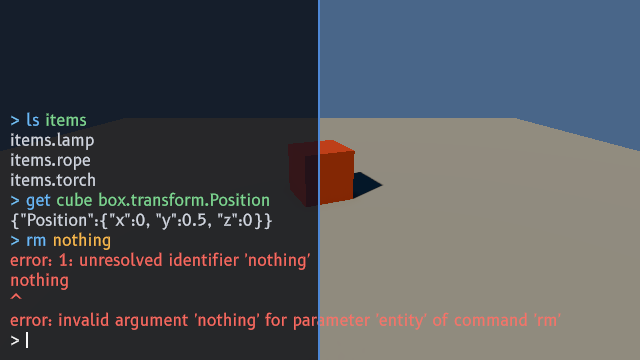 > ls items
items.lamp
items.rope
items.torch
> get cube box.transform.Position
{"Position":{"x":0, "y":0.5, "z":0}}
> rm nothing
error: 1: unresolved identifier 'nothing'
nothing
^
error: invalid argument 'nothing' for parameter 'entity' of command 'rm'
>